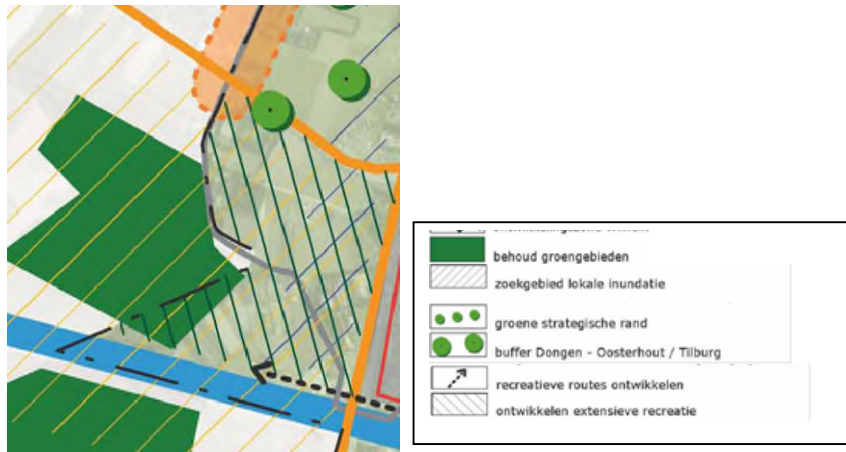 behoud groengebieden
zoekgebied lokale inundatie
groene strategische rand
buffer Dongen - Oosterhout / Tilburg
recreatieve routes ontwikkelen
ontwikkelen extensieve recreatie